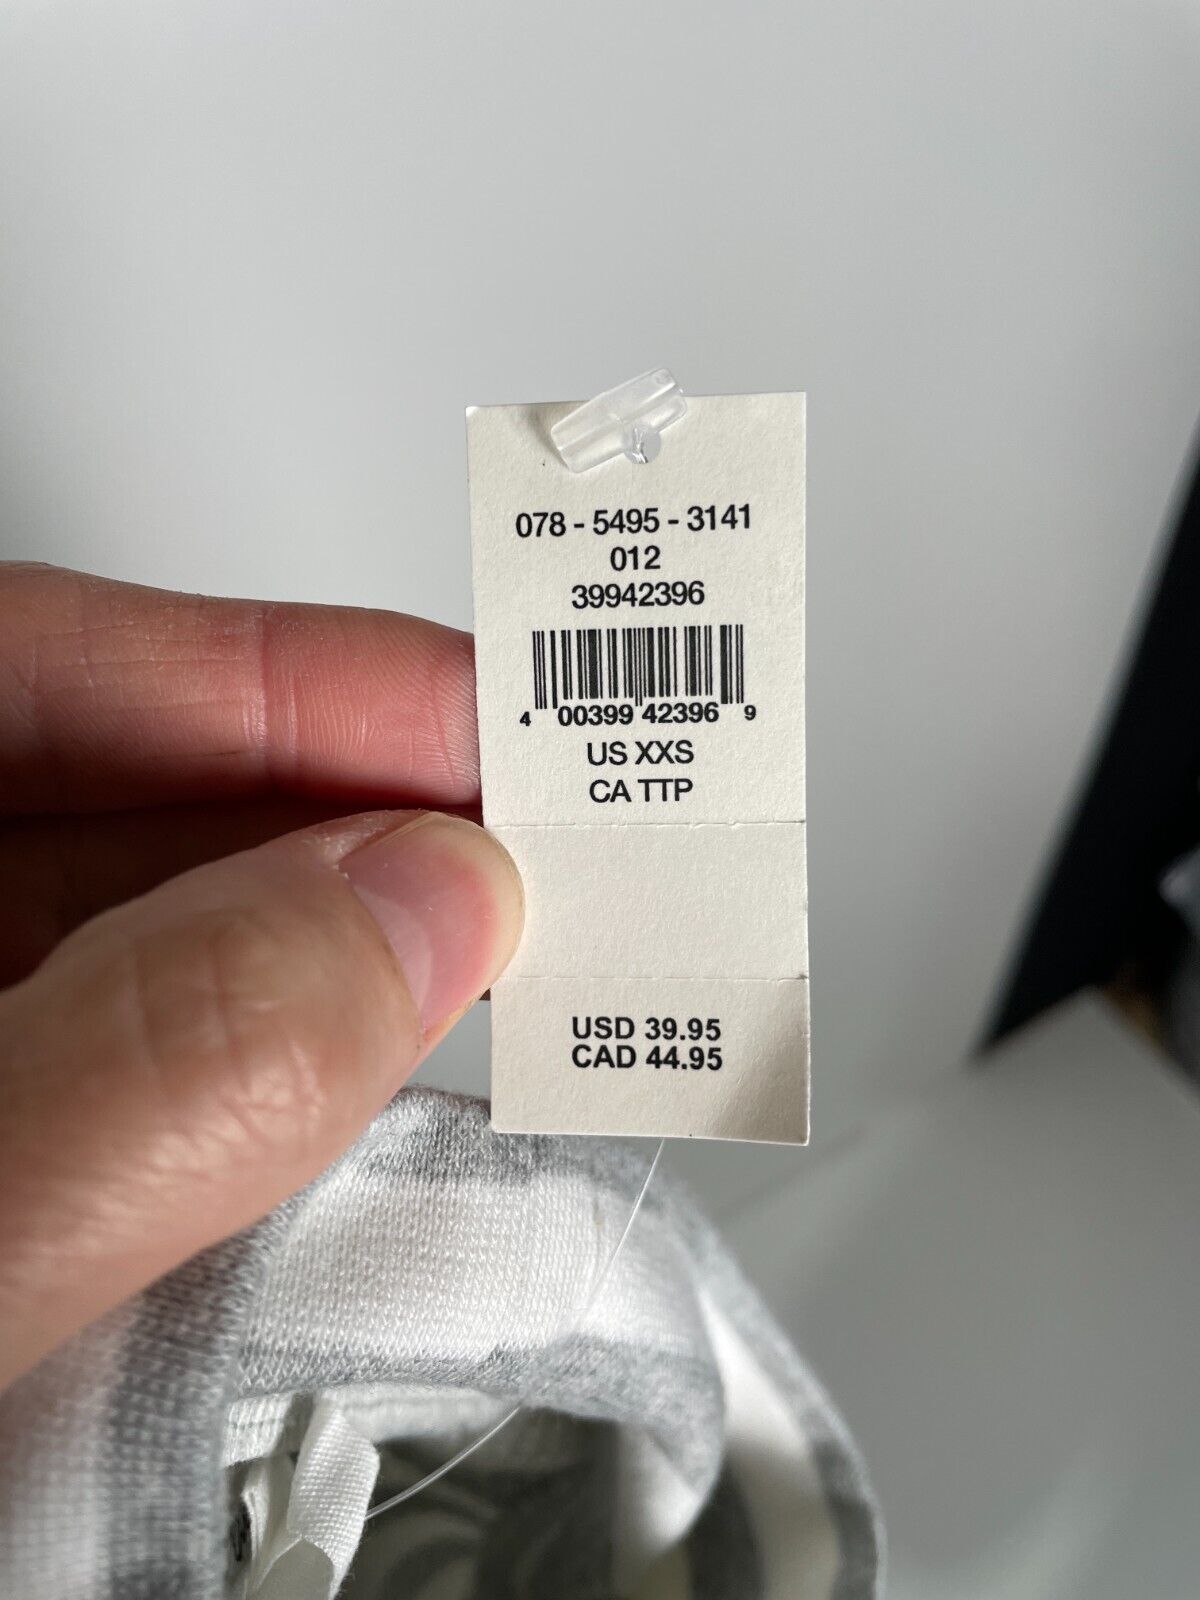 078 - 5495 - 3141
012
39942396
4 00399 42396 9
US XXS
CA TTP
USD 39.95
CAD 44.95